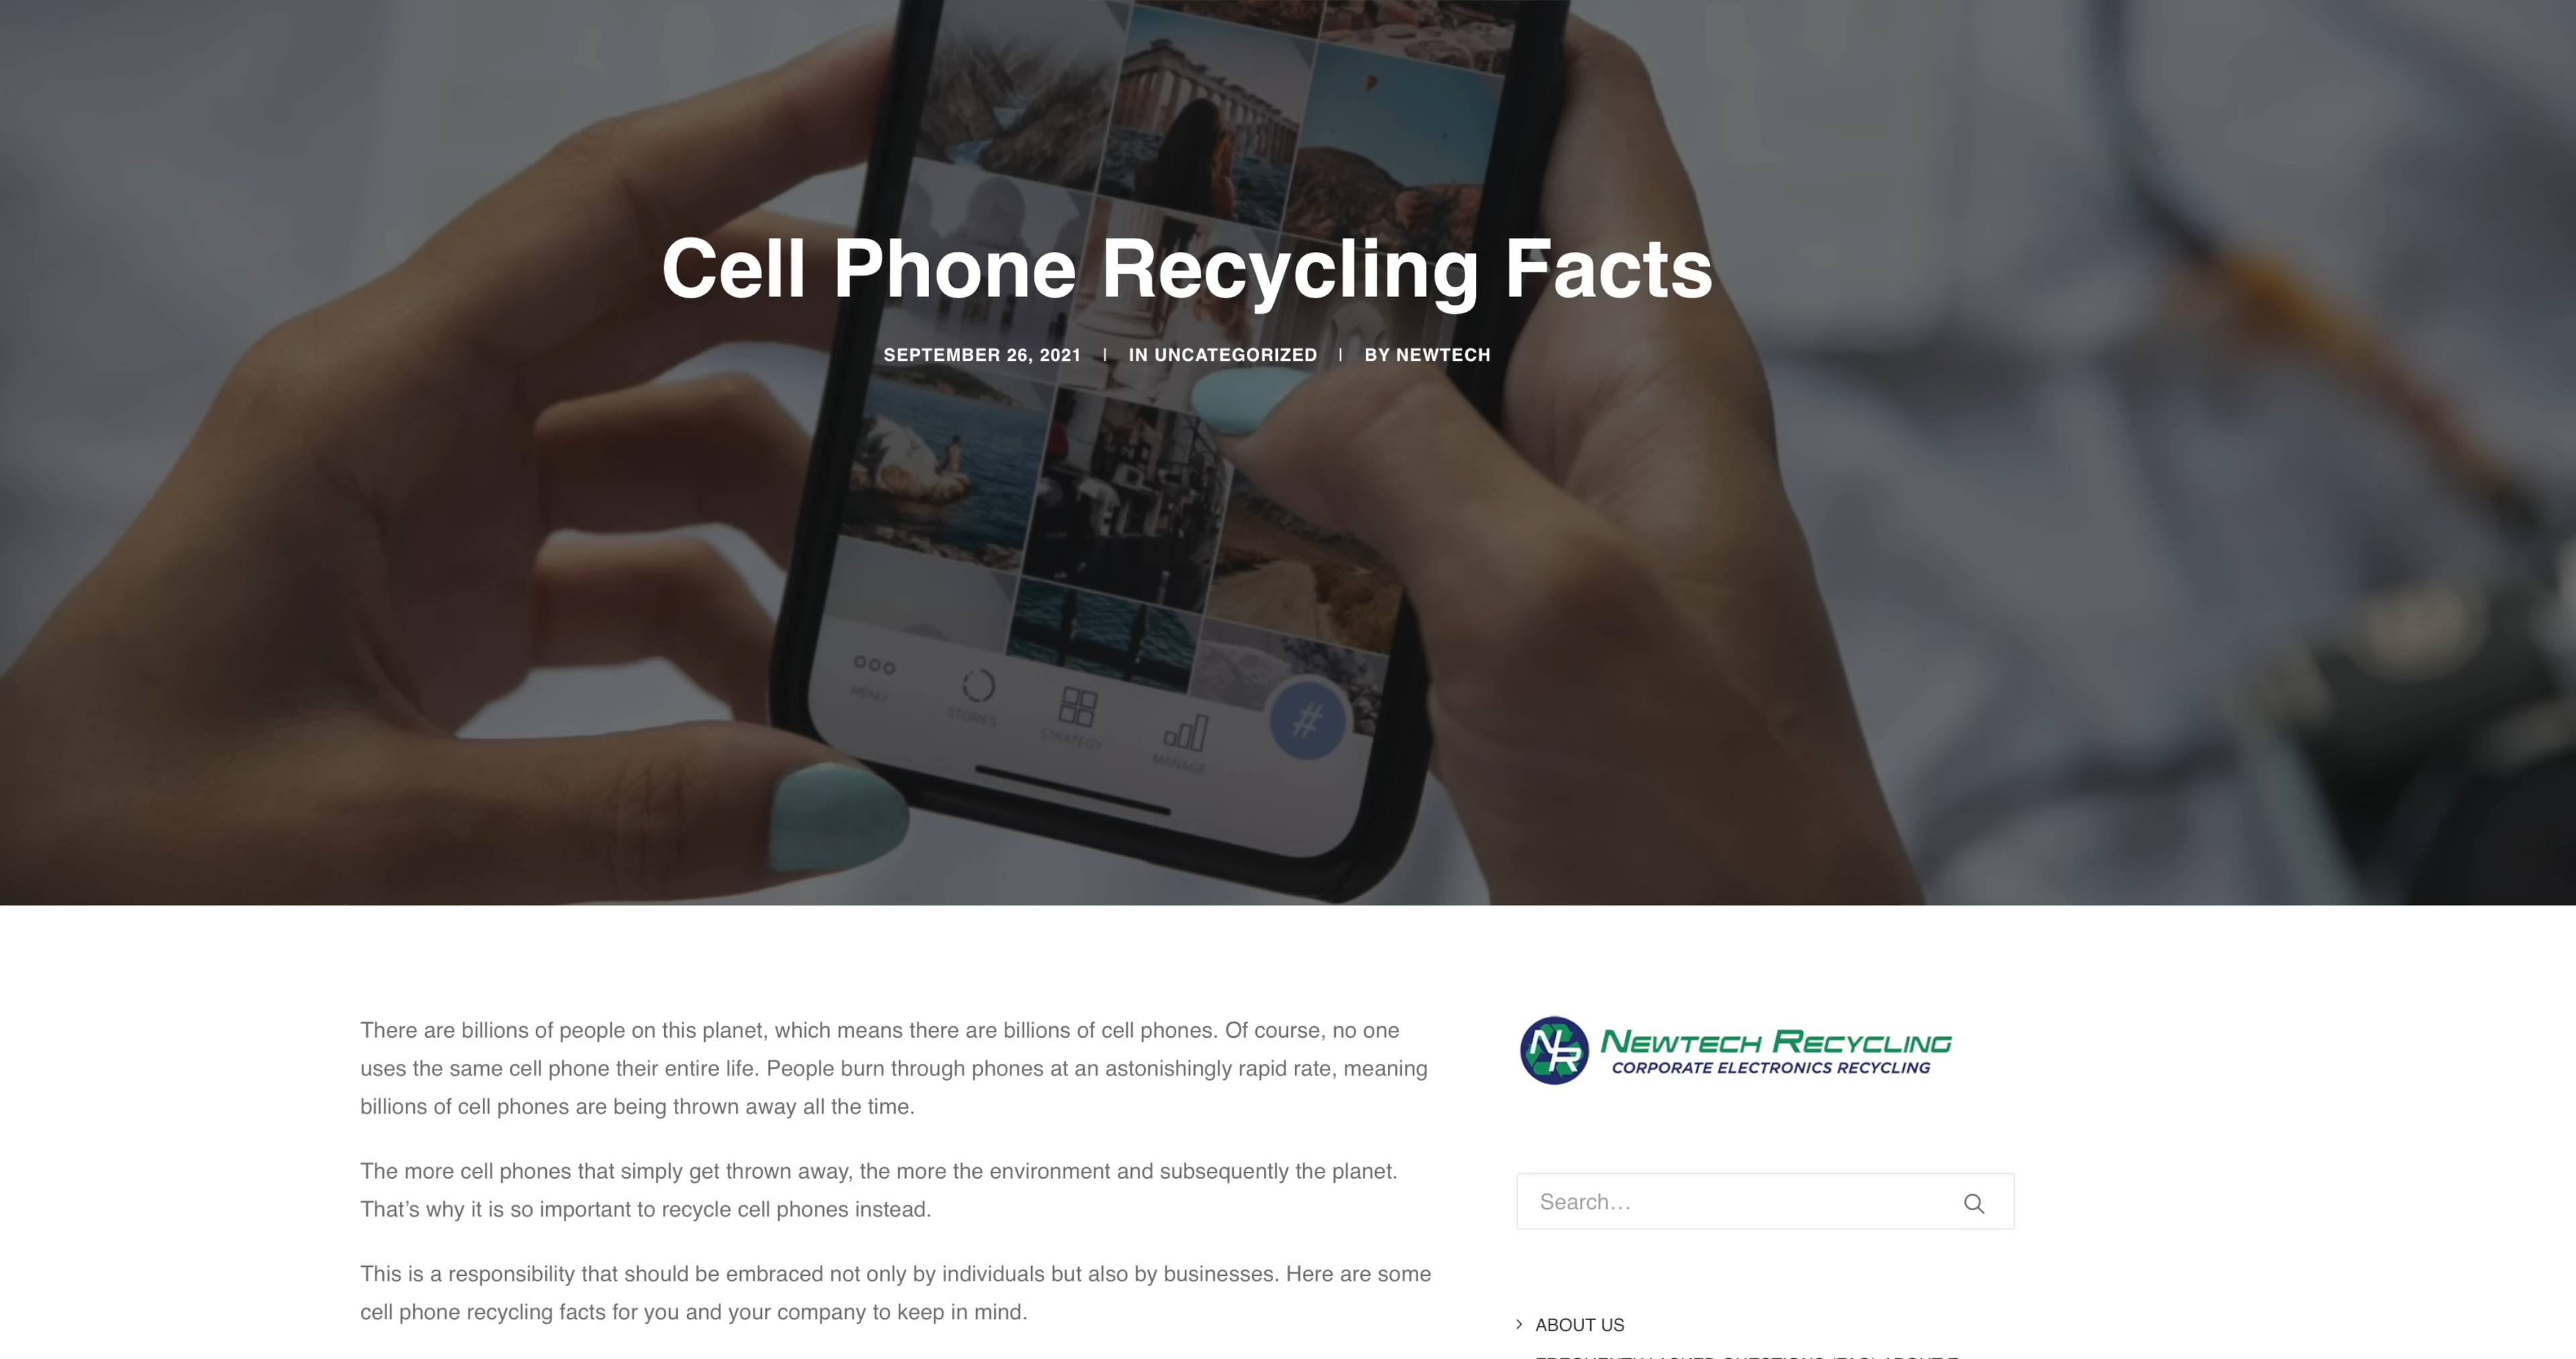 Cell Phone Recycling Facts
SEPTEMBER 26, 2021 | IN UNCATEGORIZED | BY NEWTECH
MENU
STORIES
STRATEGY
MANAGE
#
There are billions of people on this planet, which means there are billions of cell phones. Of course, no one
uses the same cell phone their entire life. People burn through phones at an astonishingly rapid rate, meaning
billions of cell phones are being thrown away all the time.
The more cell phones that simply get thrown away, the more the environment and subsequently the planet.
That’s why it is so important to recycle cell phones instead.
This is a responsibility that should be embraced not only by individuals but also by businesses. Here are some
cell phone recycling facts for you and your company to keep in mind.
NR
NEWTECH RECYCLING
CORPORATE ELECTRONICS RECYCLING
Search…
ABOUT US